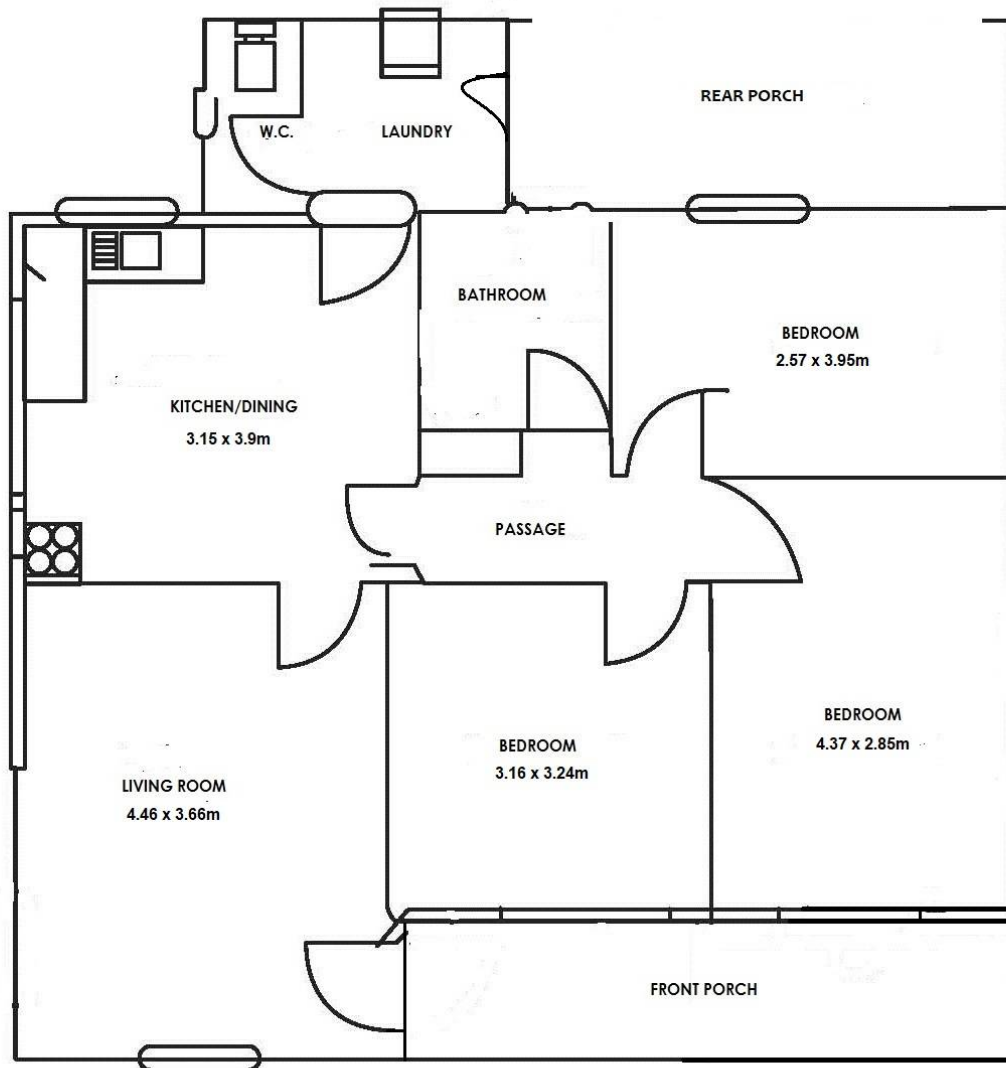 REAR PORCH
W.C.
LAUNDRY
BATHROOM
BEDROOM
2.57 x 3.95m
KITCHEN/DINING
3.15 x 3.9m
PASSAGE
BEDROOM
4.37 x 2.85m
BEDROOM
3.16 x 3.24m
LIVING ROOM
4.46 x 3.66m
FRONT PORCH